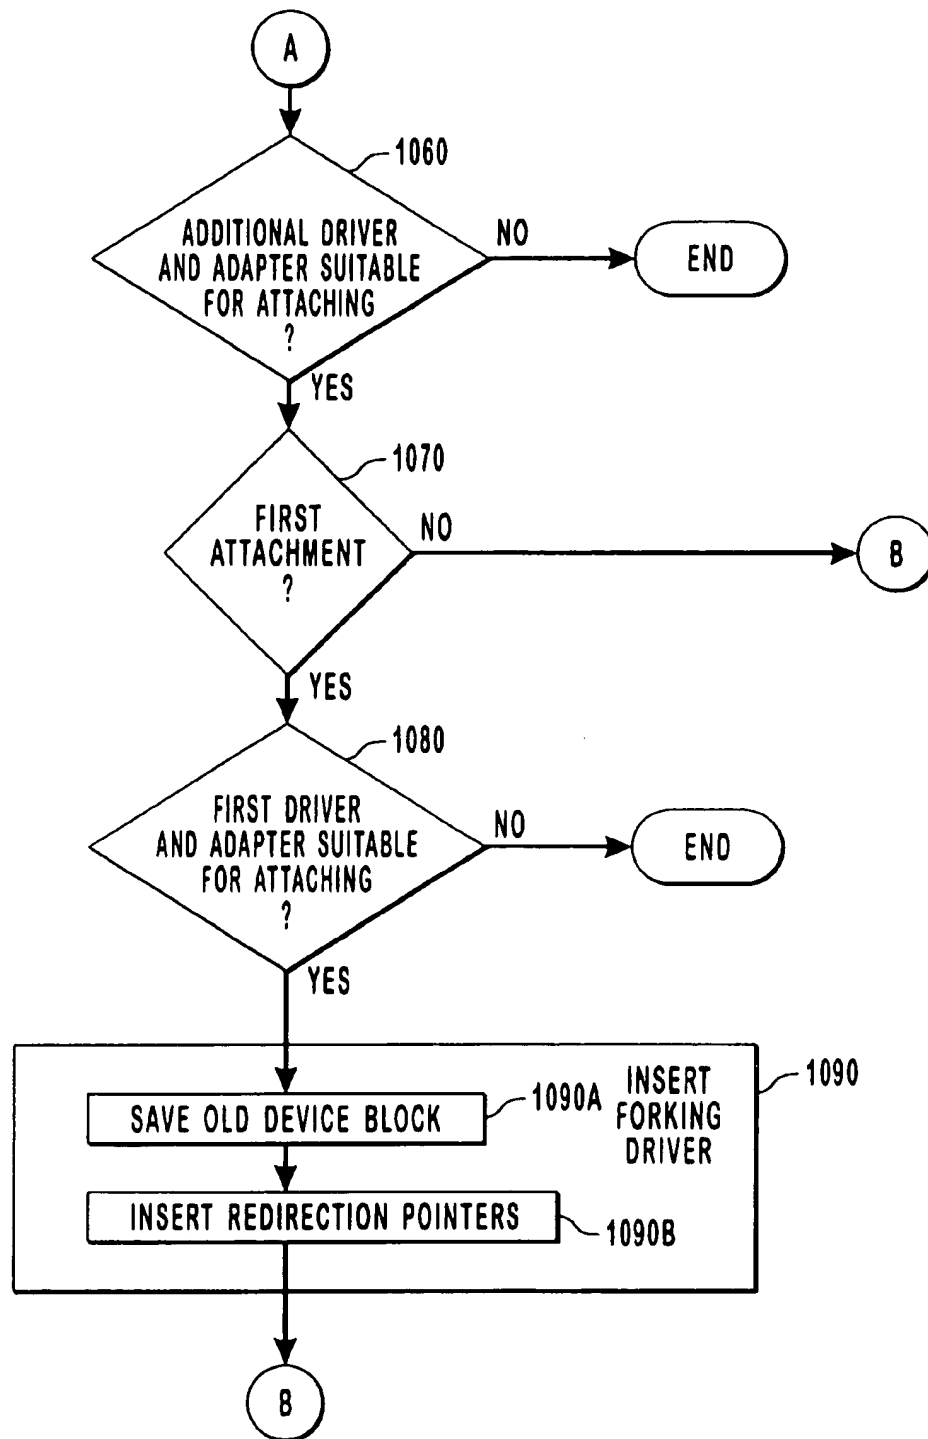 A
1060
ADDITIONAL DRIVER
AND ADAPTER SUITABLE
FOR ATTACHING
?
NO
END
YES
1070
FIRST
ATTACHMENT
?
NO
B
YES
1080
FIRST DRIVER
AND ADAPTER SUITABLE
FOR ATTACHING
?
NO
END
YES
INSERT
FORKING
DRIVER
1090
SAVE OLD DEVICE BLOCK
1090A
INSERT REDIRECTION POINTERS
1090B
B